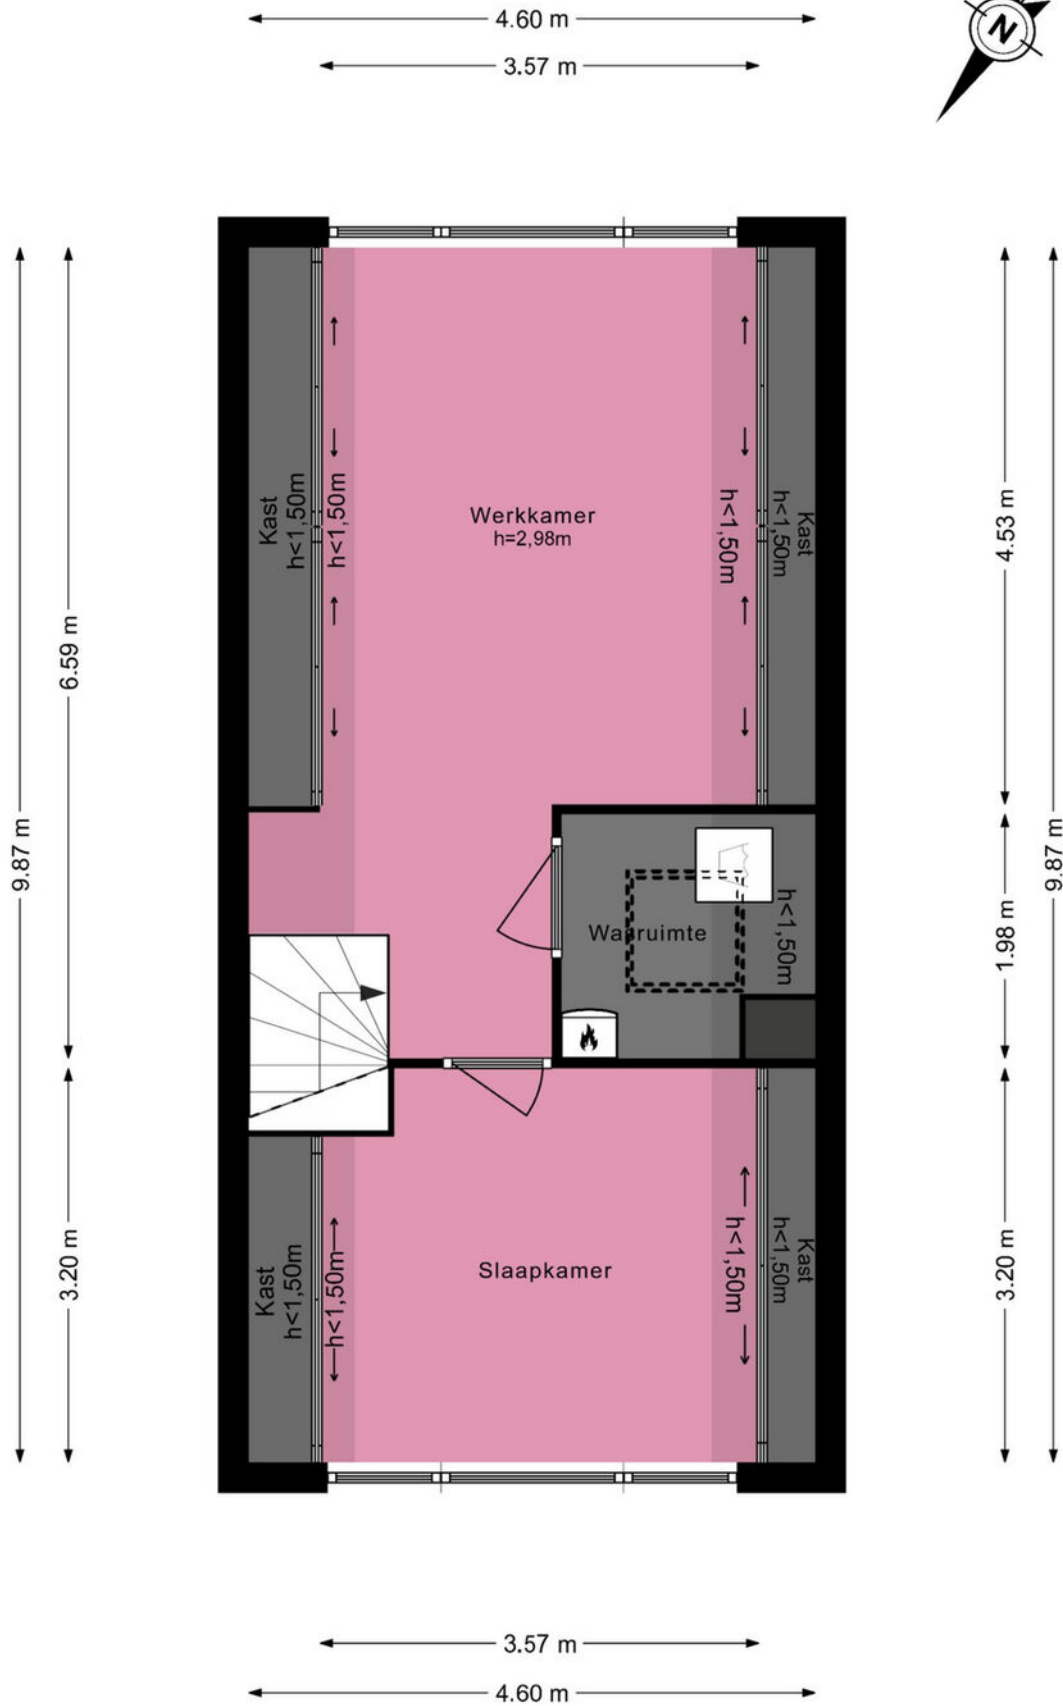 4.60 m
3.57 m
N
9.87 m
6.59 m
3.20 m
Kast
h<1,50m
h<1,50m
Werkkamer
h=2,98m
h<1,50m
Kast
h<1,50m
4.53 m
1.98 m
3.20 m
9.87 m
Wasruimte
h<1,50m
Kast
h<1,50m
h<1,50m
Slaapkamer
h<1,50m
Kast
h<1,50m
3.57 m
4.60 m